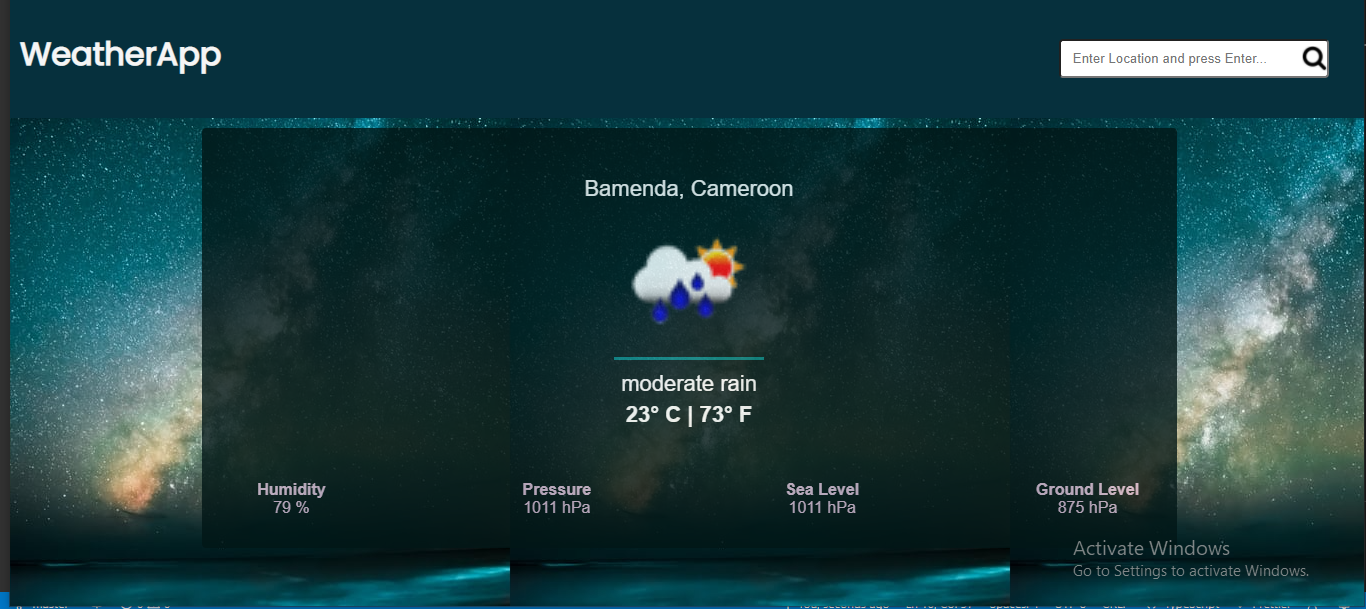 WeatherApp
Enter Location and press Enter...
Bamenda, Cameroon
moderate rain
23° C | 73° F
Humidity
79 %
Pressure
1011 hPa
Sea Level
1011 hPa
Ground Level
875 hPa
Activate Windows
Go to Settings to activate Windows.